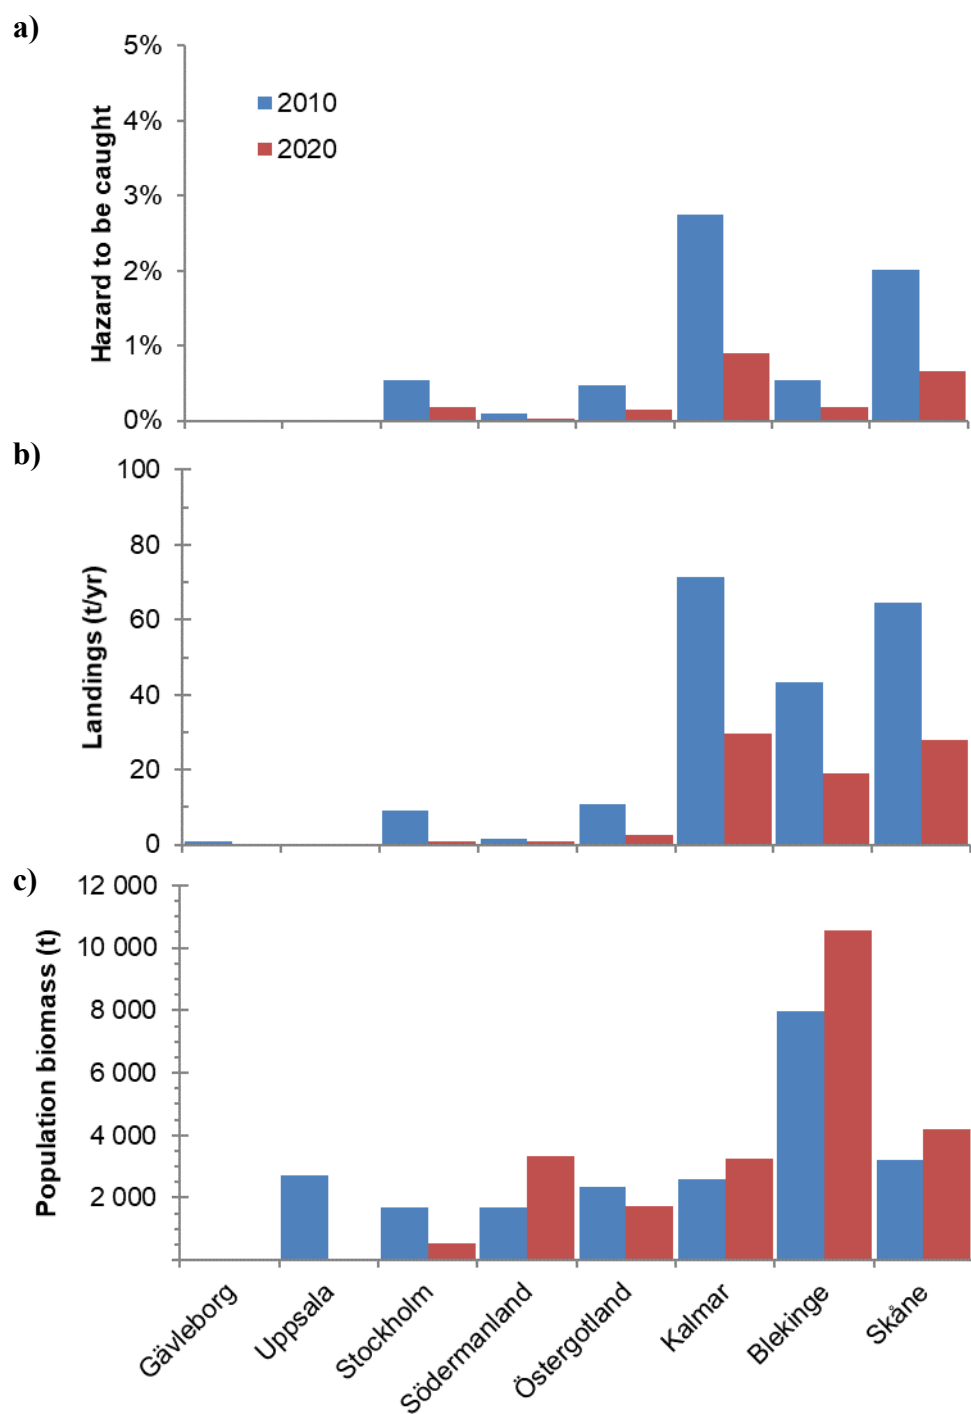 a)
Hazard to be caught
5%
4%
3%
2%
1%
0%
2010
2020
b)
Landings (t/yr)
100
80
60
40
20
0
c)
Population biomass (t)
12 000
10 000
8 000
6 000
4 000
2 000
Gävleborg
Uppsala
Stockholm
Södermanland
Östergotland
Kalmar
Blekinge
Skåne